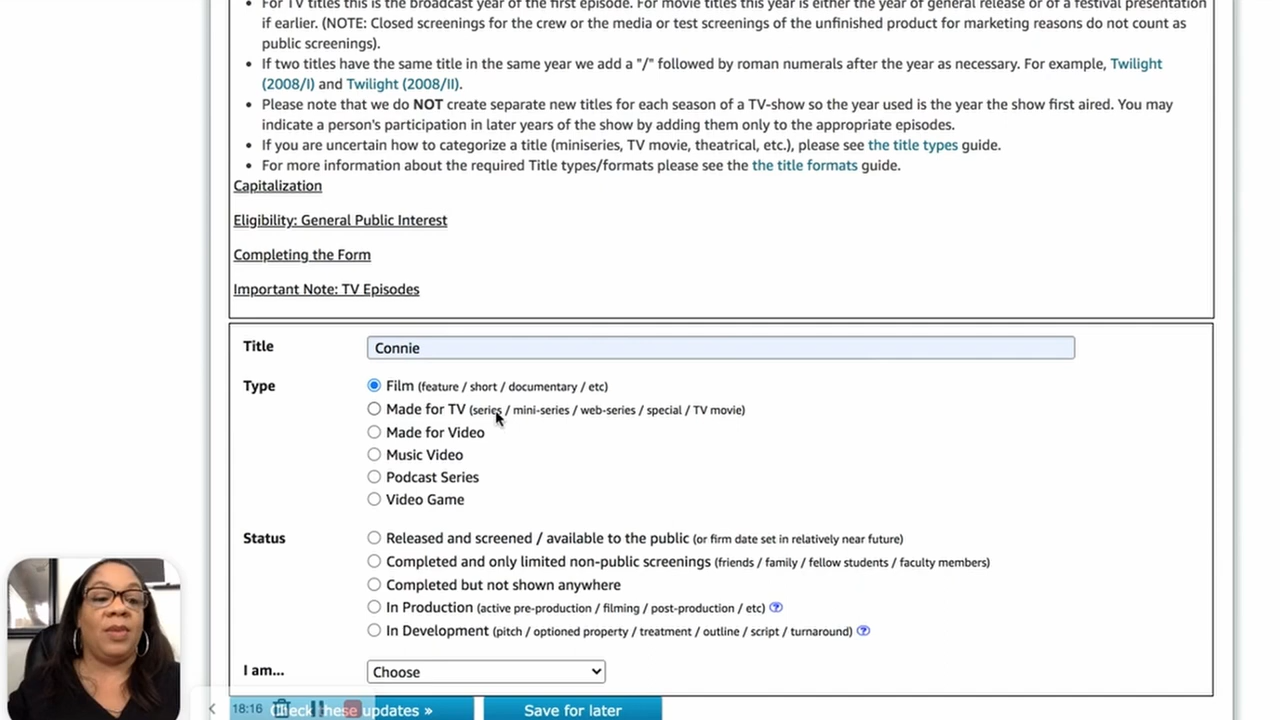 • For TV titles this is the broadcast year of the first episode. For movie titles this year is either the year of general release or of a festival presentation
if earlier. (NOTE: Closed screenings for the crew or the media or test screenings of the unfinished product for marketing reasons do not count as
public screenings).
• If two titles have the same title in the same year we add a "/" followed by roman numerals after the year as necessary. For example, Twilight
(2008/I) and Twilight (2008/II).
• Please note that we do NOT create separate new titles for each season of a TV-show so the year used is the year the show first aired. You may
indicate a person's participation in later years of the show by adding them only to the appropriate episodes.
• If you are uncertain how to categorize a title (miniseries, TV movie, theatrical, etc.), please see the title types guide.
• For more information about the required Title types/formats please see the the title formats guide.
Capitalization
Eligibility: General Public Interest
Completing the Form
Important Note: TV Episodes
Title Connie
Type Film (feature / short / documentary / etc)
Made for TV (series / mini-series / web-series / special / TV movie)
Made for Video
Music Video
Podcast Series
Video Game
Status Released and screened / available to the public (or firm date set in relatively near future)
Completed and only limited non-public screenings (friends / family / fellow students / faculty members)
Completed but not shown anywhere
In Production (active pre-production / filming / post-production / etc) ?
In Development (pitch / optioned property / treatment / outline / script / turnaround) ?
I am... Choose
18:16 Check these updates » Save for later